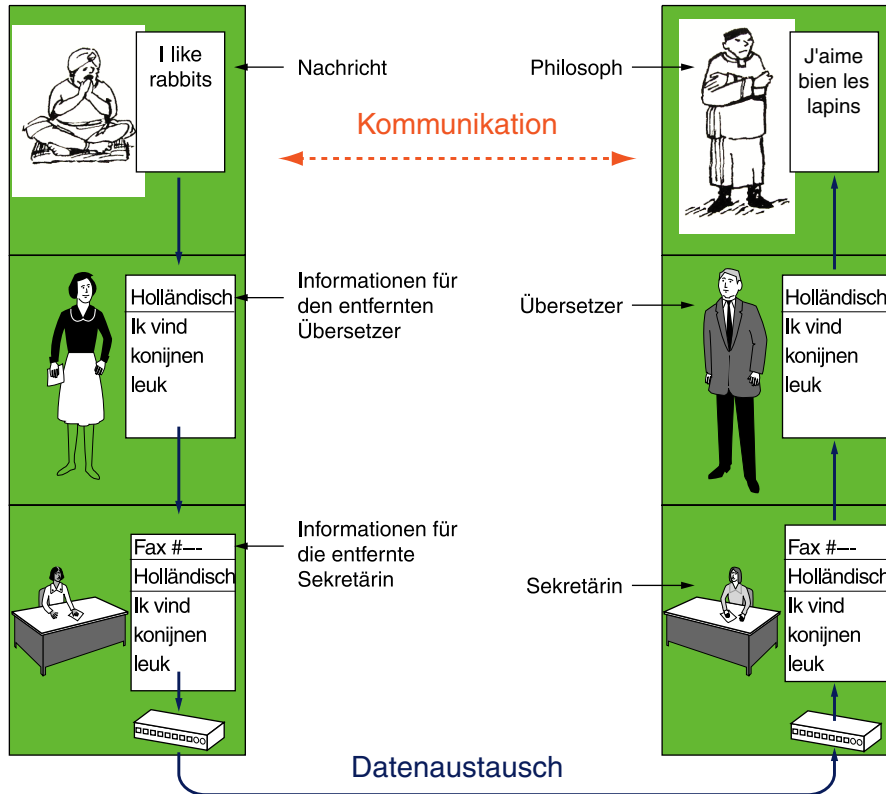 I like
rabbits
Nachricht
Philosoph
J'aime
bien les
lapins
Kommunikation
Holländisch
Ik vind
konijnen
leuk
Informationen für
den entfernten
Übersetzer
Übersetzer
Holländisch
Ik vind
konijnen
leuk
Fax #---
Holländisch
Ik vind
konijnen
leuk
Informationen für
die entfernte
Sekretärin
Sekretärin
Fax #---
Holländisch
Ik vind
konijnen
leuk
Datenaustausch